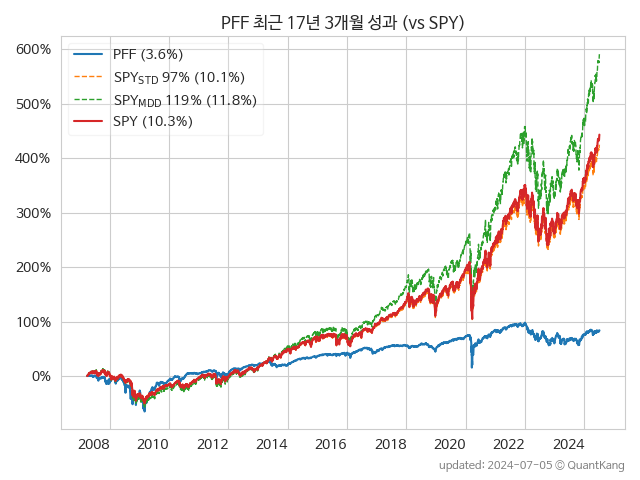 PFF 최근 17년 3개월 성과 (vs SPY)
600%
500%
400%
300%
200%
100%
0%
PFF (3.6%)
SPY_STD 97% (10.1%)
SPY_MDD 119% (11.8%)
SPY (10.3%)
2008 2010 2012 2014 2016 2018 2020 2022 2024
updated: 2024-07-05 © QuantKang